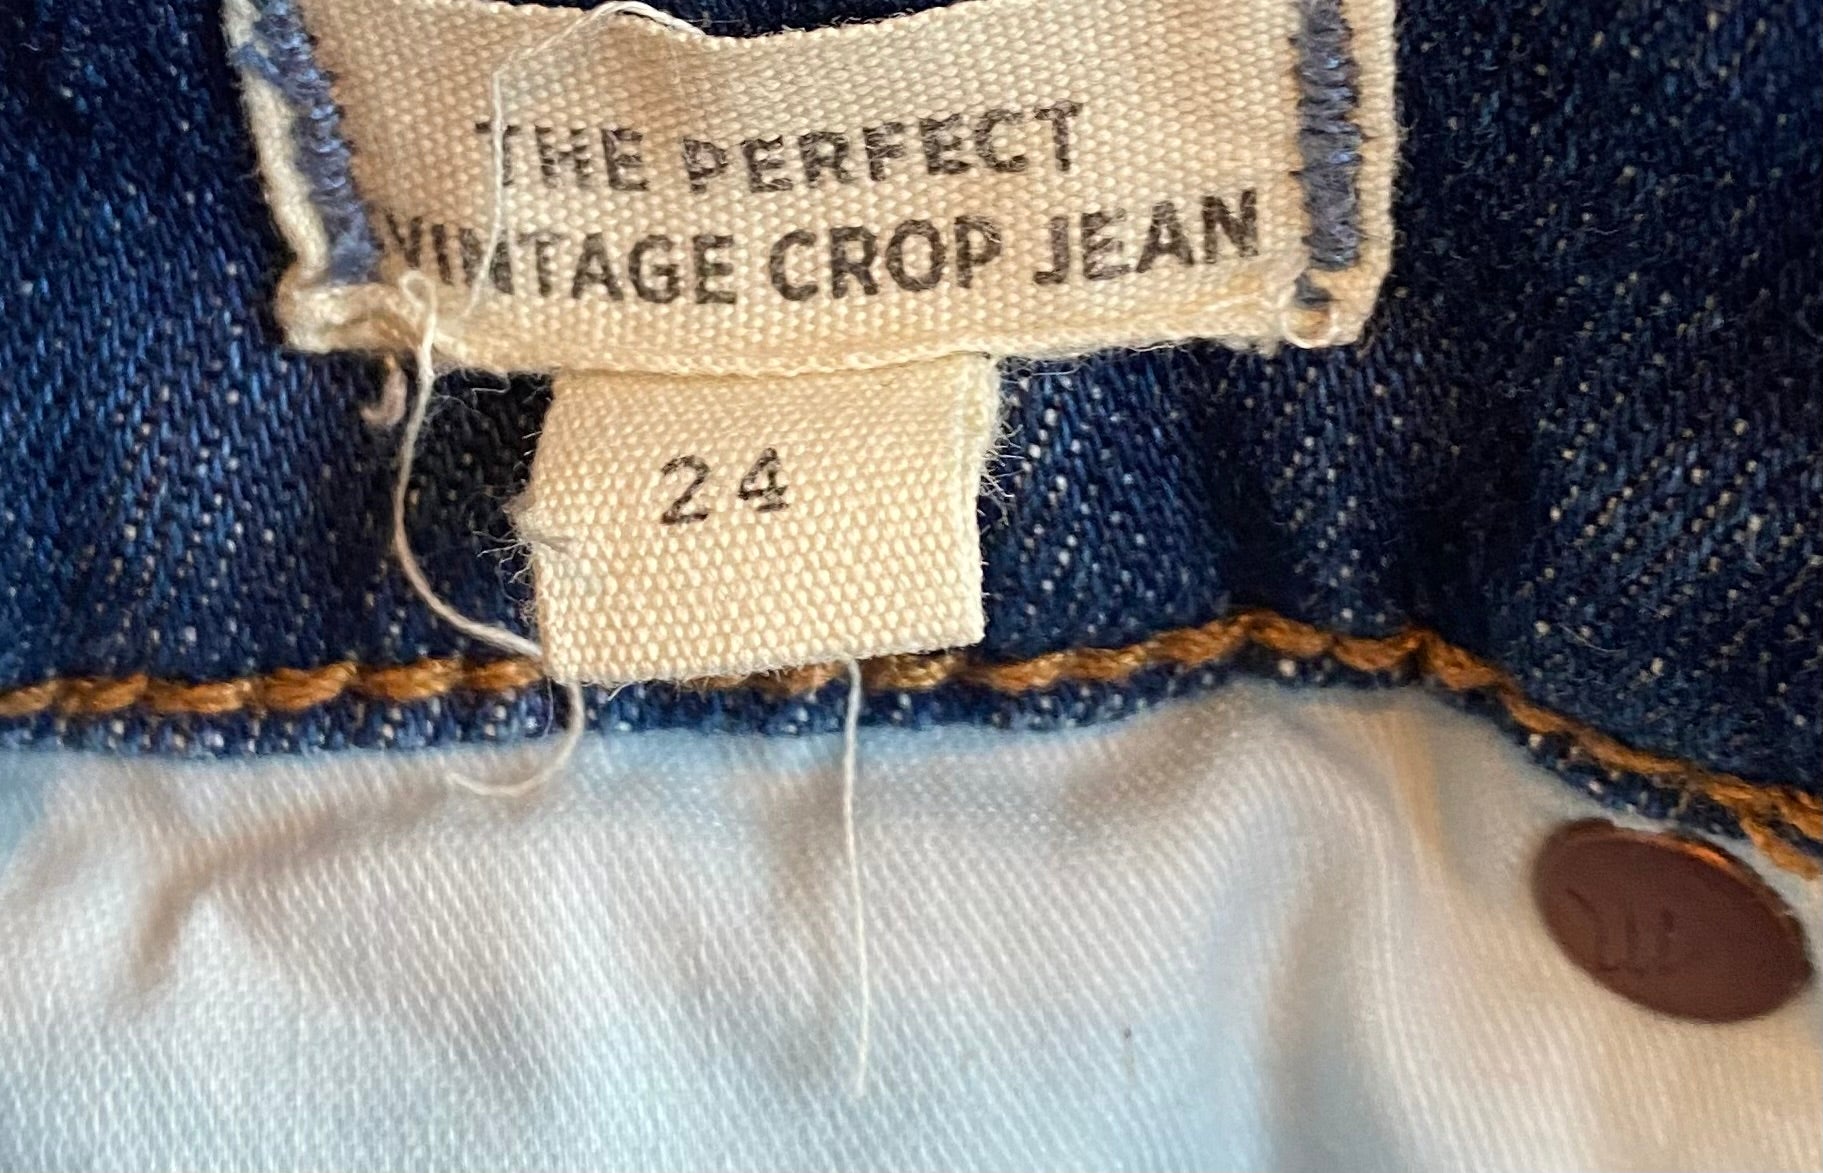 THE PERFECT
VINTAGE CROP JEAN
24